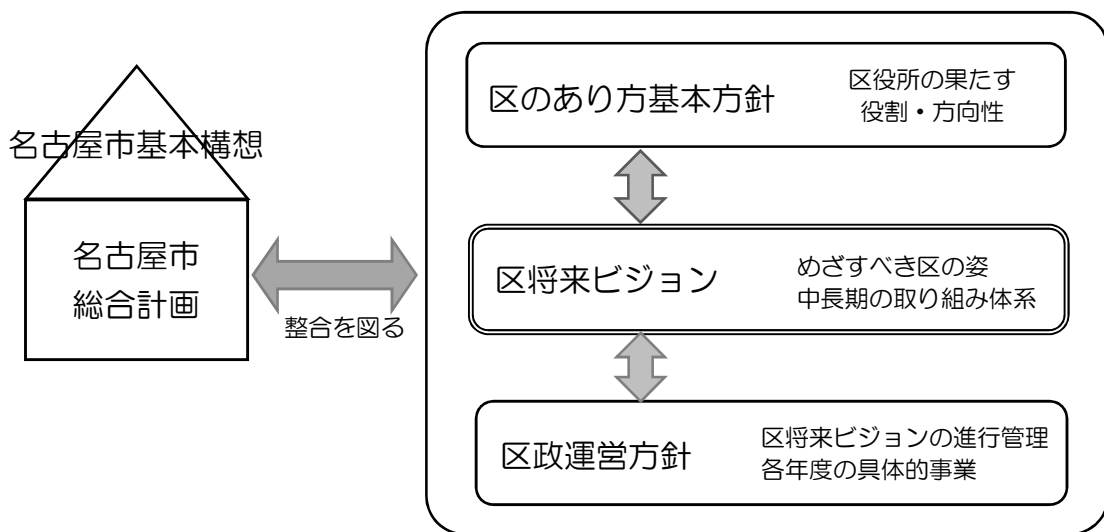 名古屋市基本構想
名古屋市
総合計画
整合を図る
区のあり方基本方針
区役所の果たす
役割・方向性
区将来ビジョン
めざすべき区の姿
中長期の取り組み体系
区政運営方針
区将来ビジョンの進行管理
各年度の具体的事業